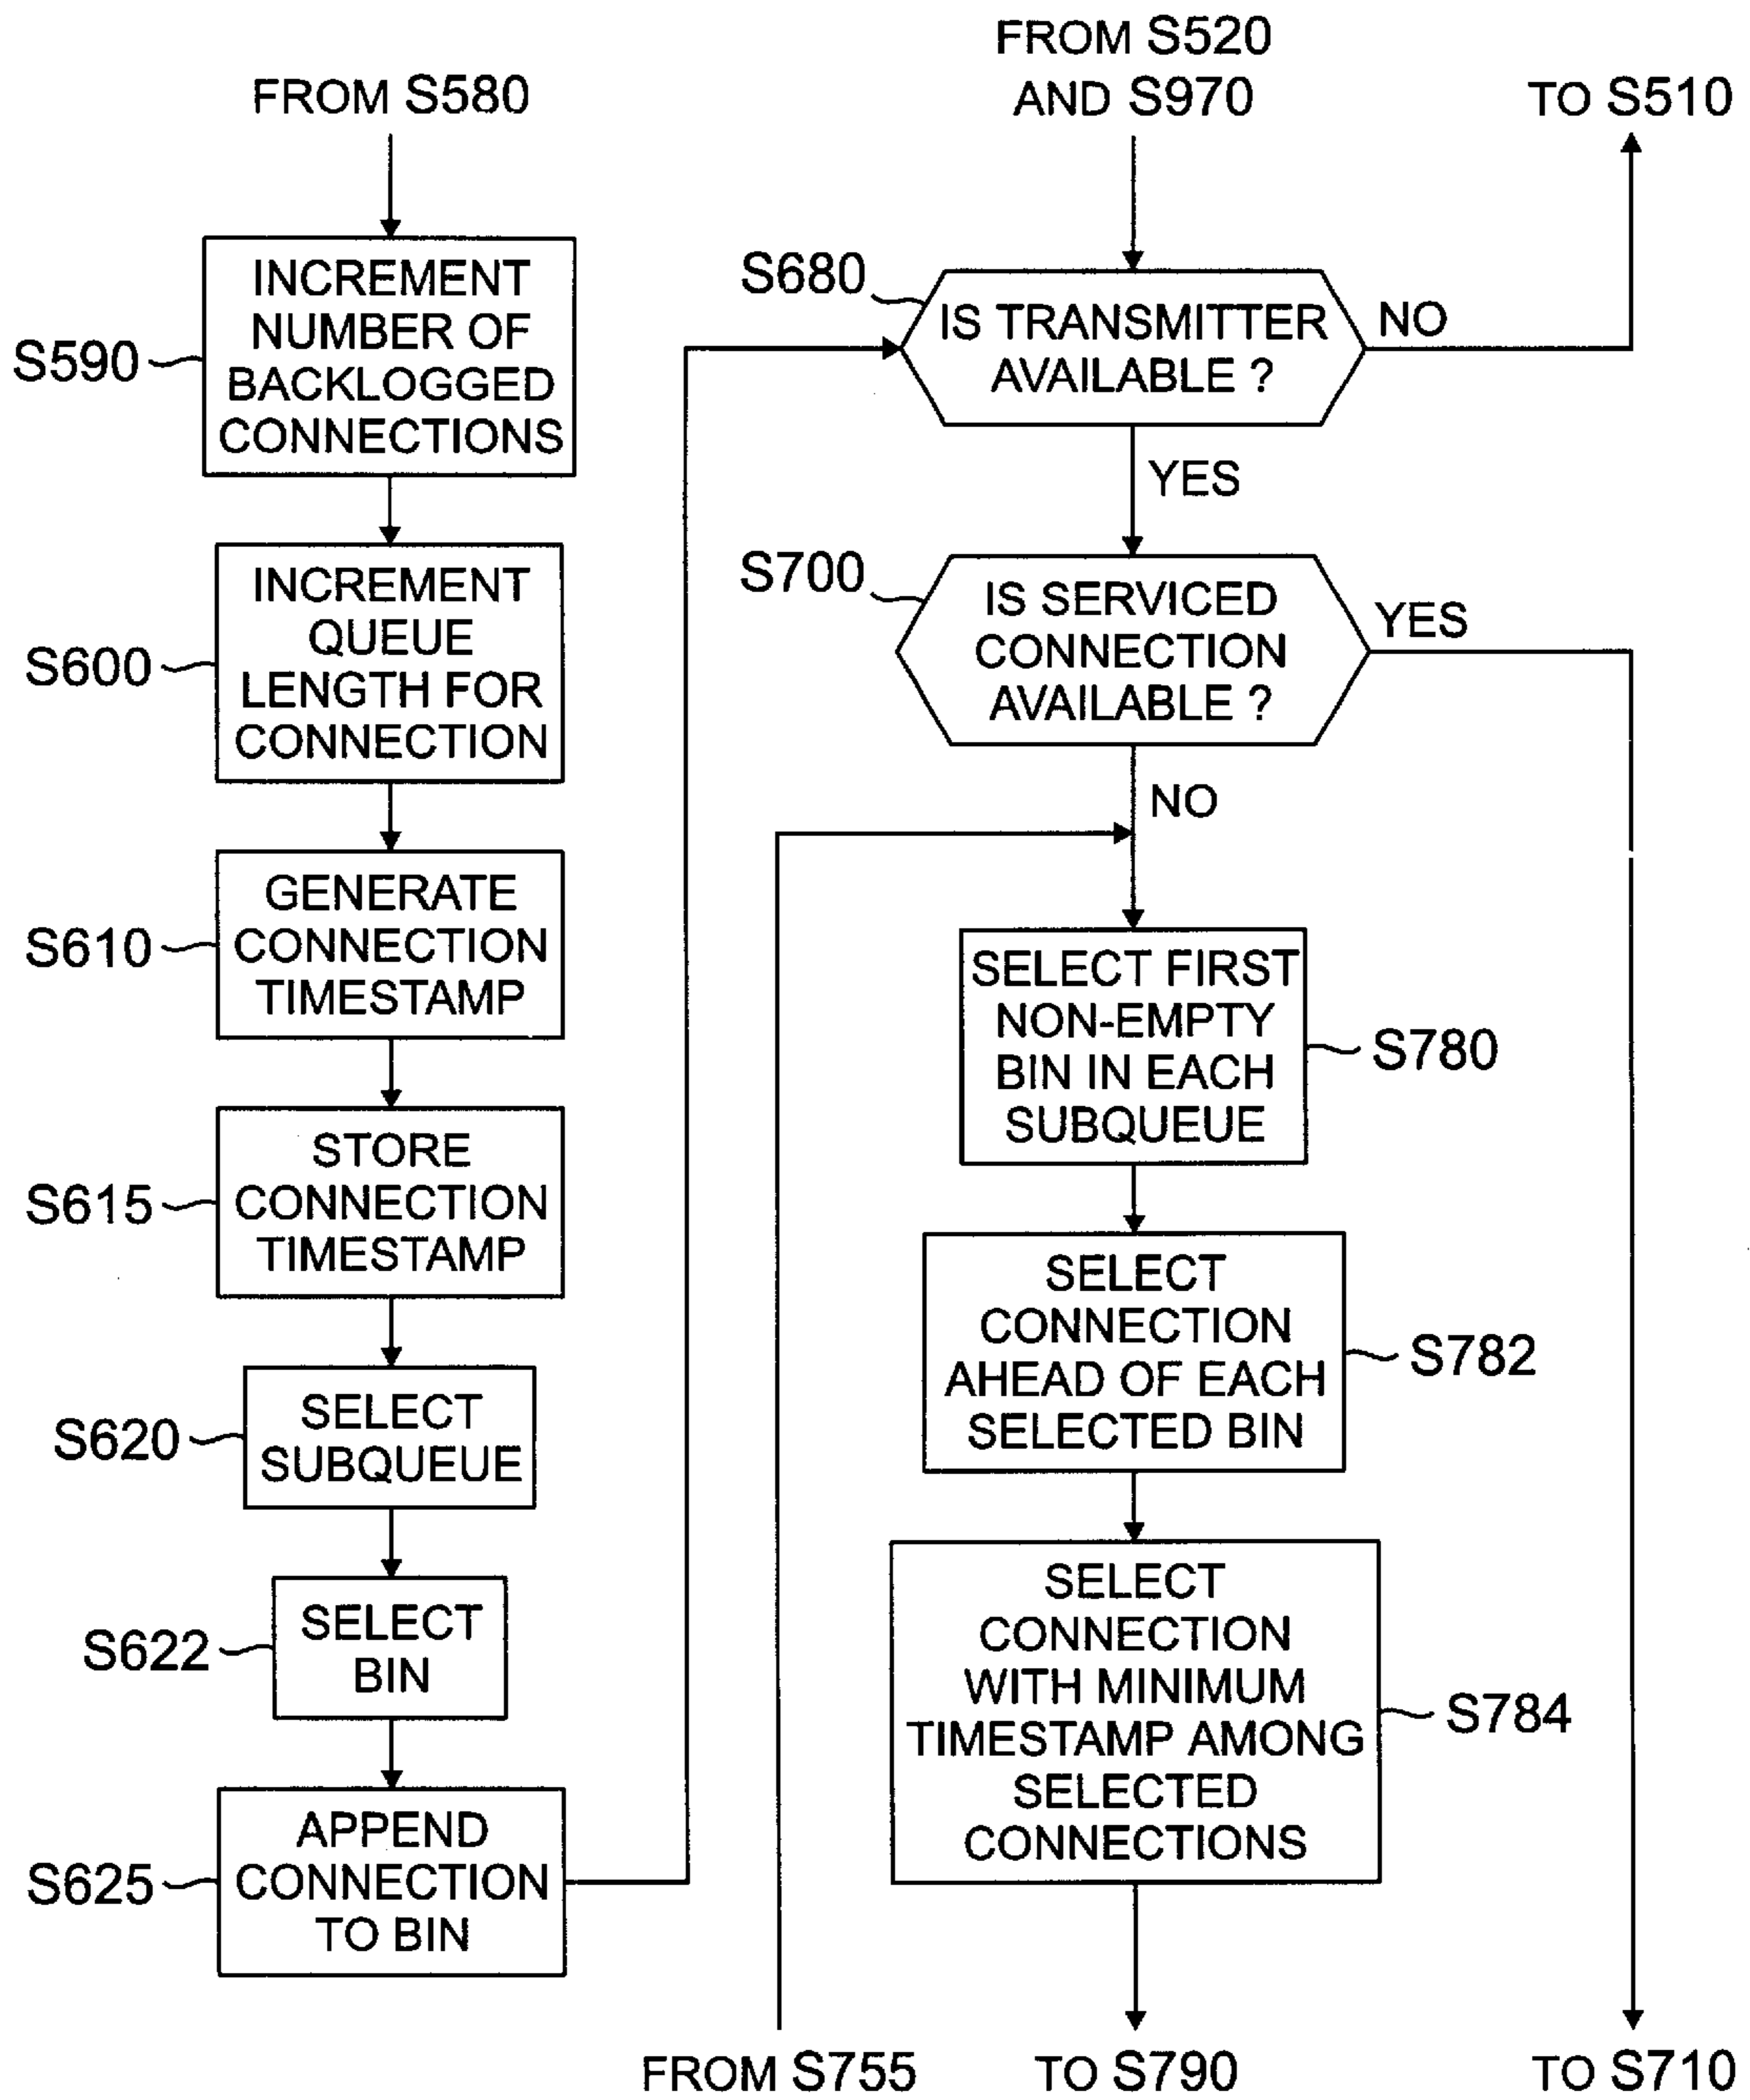 FROM S580
S590
INCREMENT
NUMBER OF
BACKLOGGED
CONNECTIONS
S600
INCREMENT
QUEUE
LENGTH FOR
CONNECTION
S610
GENERATE
CONNECTION
TIMESTAMP
S615
STORE
CONNECTION
TIMESTAMP
S620
SELECT
SUBQUEUE
S622
SELECT
BIN
S625
APPEND
CONNECTION
TO BIN
FROM S520
AND S970
TO S510
S680
IS TRANSMITTER
AVAILABLE ?
NO
YES
S700
IS SERVICED
CONNECTION
AVAILABLE ?
YES
NO
SELECT FIRST
NON-EMPTY
BIN IN EACH
SUBQUEUE
S780
SELECT
CONNECTION
AHEAD OF EACH
SELECTED BIN
S782
SELECT
CONNECTION
WITH MINIMUM
TIMESTAMP AMONG
SELECTED
CONNECTIONS
S784
FROM S755
TO S790
TO S710